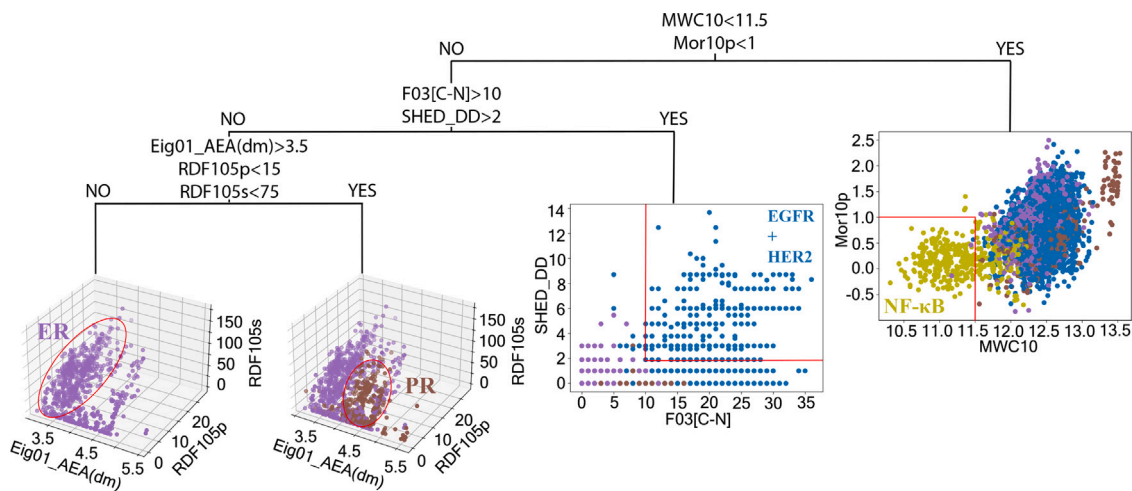 MWC10<11.5
Mor10p<1
NO
YES
F03[C-N]>10
SHED_DD>2
NO
YES
Eig01_AEA(dm)>3.5
RDF105p<15
RDF105s<75
NO
YES
ER
150
100
50
0
RDF105s
20
10
0
RDF105p
3.5
4.5
5.5
Eig01_AEA(dm)
PR
150
100
50
0
RDF105s
20
10
0
RDF105p
3.5
4.5
5.5
Eig01_AEA(dm)
EGFR
+
HER2
14
12
10
8
6
4
2
0
SHED_DD
0 5 10 15 20 25 30 35
F03[C-N]
2.5
2.0
1.5
1.0
0.5
0.0
-0.5
Mor10p
NF-κB
10.5 11.0 11.5 12.0 12.5 13.0 13.5
MWC10